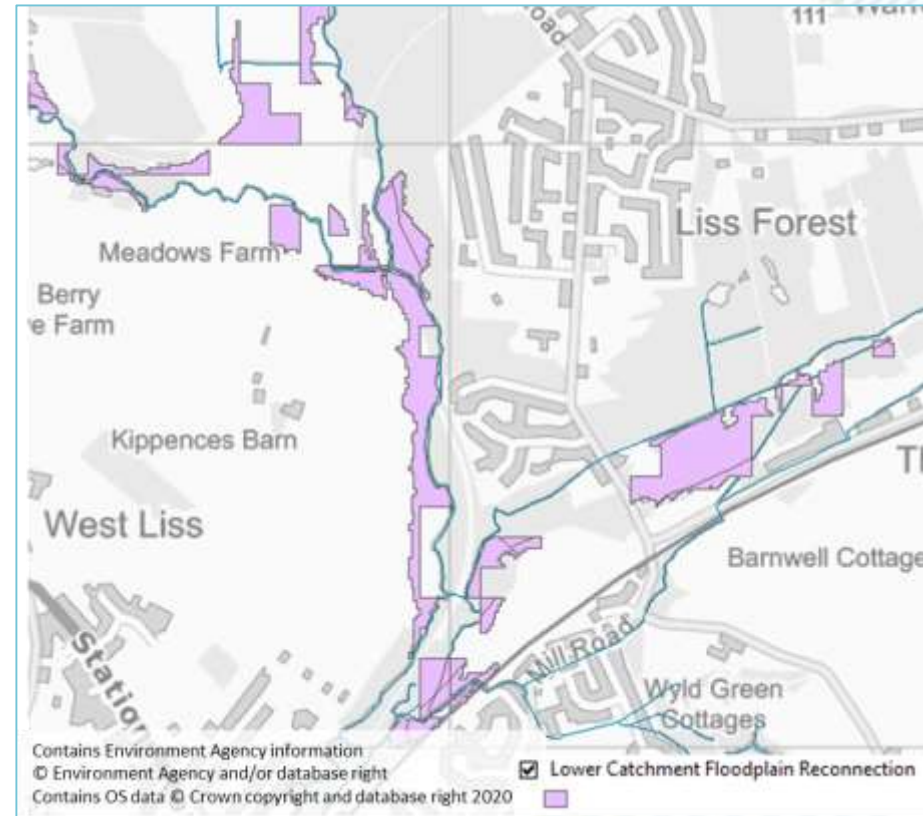 Road
111
Liss Forest
Meadows Farm
Berry
e Farm
Kippences Barn
West Liss
Barnwell Cottage
Station
Mill Road
Wyld Green
Cottages
Contains Environment Agency information
© Environment Agency and/or database right
Contains OS data © Crown copyright and database right 2020
Lower Catchment Floodplain Reconnection